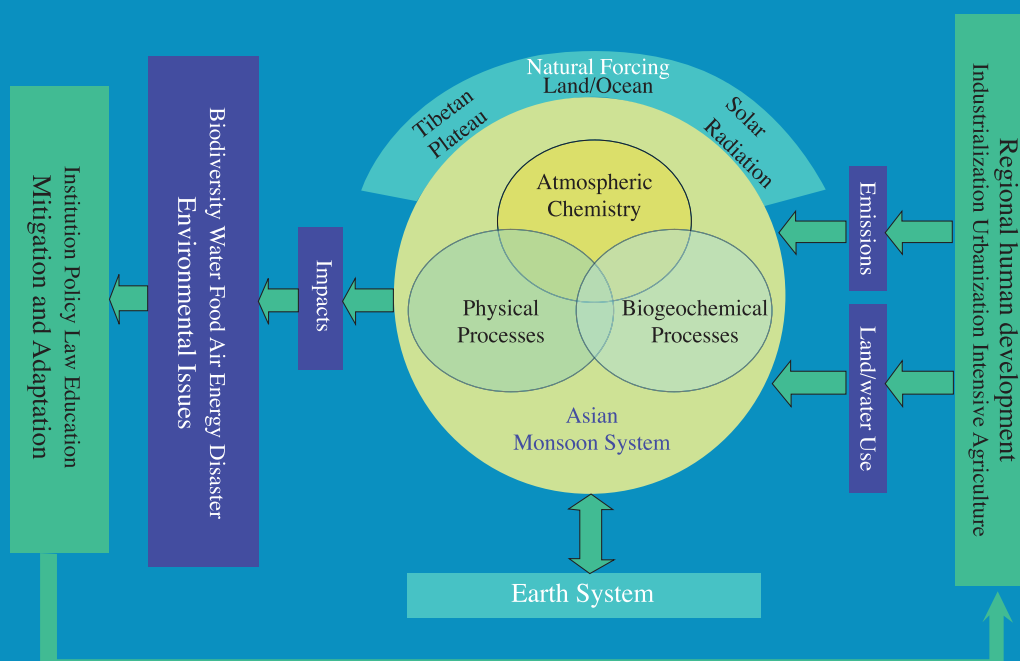 Natural Forcing
Land/Ocean
Tibetan
Plateau
Solar
Radiation
Atmospheric
Chemistry
Physical
Processes
Biogeochemical
Processes
Asian
Monsoon System
Earth System
Regional human development
Industrialization Urbanization Intensive Agriculture
Emissions
Land/water Use
Impacts
Biodiversity Water Food Air Energy Disaster
Environmental Issues
Institution Policy Law Education
Mitigation and Adaptation